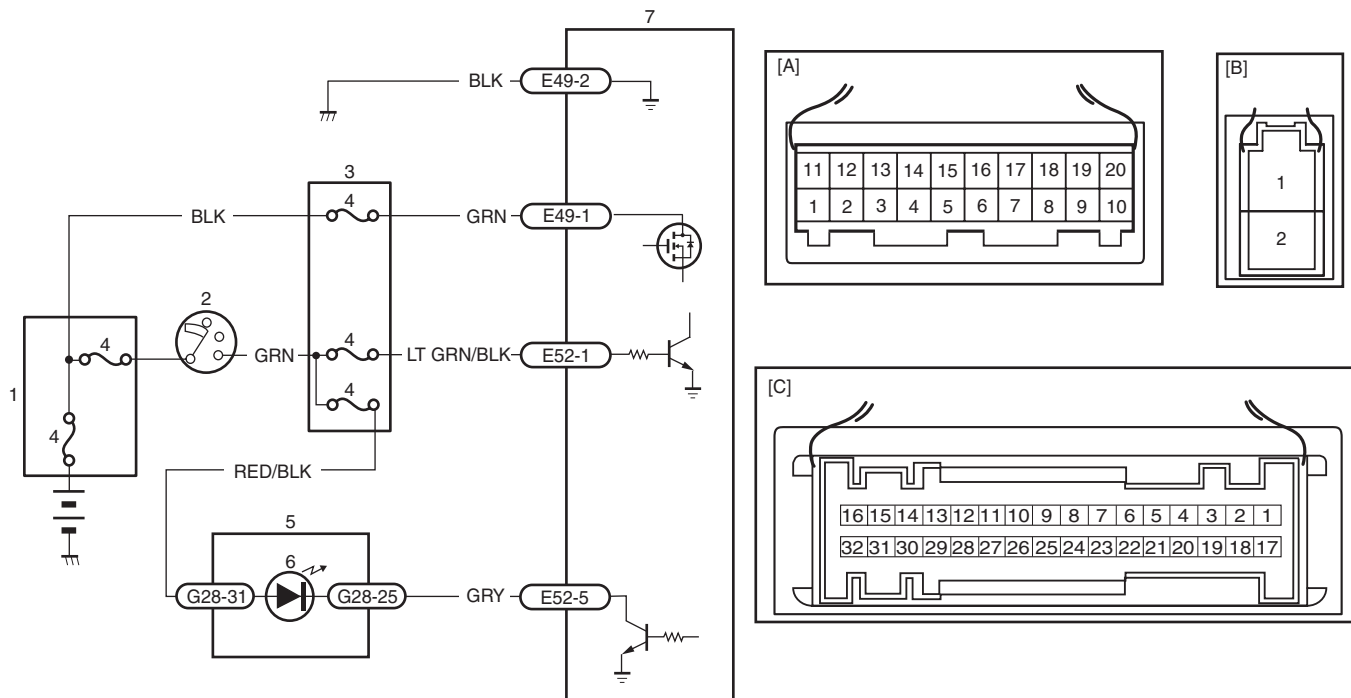 7
BLK E49-2
3
4
BLK GRN E49-1
2
4
GRN LT GRN/BLK E52-1
4
4
1
4
RED/BLK
5
6
G28-31 G28-25 GRY E52-5
[A]
11 12 13 14 15 16 17 18 19 20
1 2 3 4 5 6 7 8 9 10
[B]
1
2
[C]
16 15 14 13 12 11 10 9 8 7 6 5 4 3 2 1
32 31 30 29 28 27 26 25 24 23 22 21 20 19 18 17